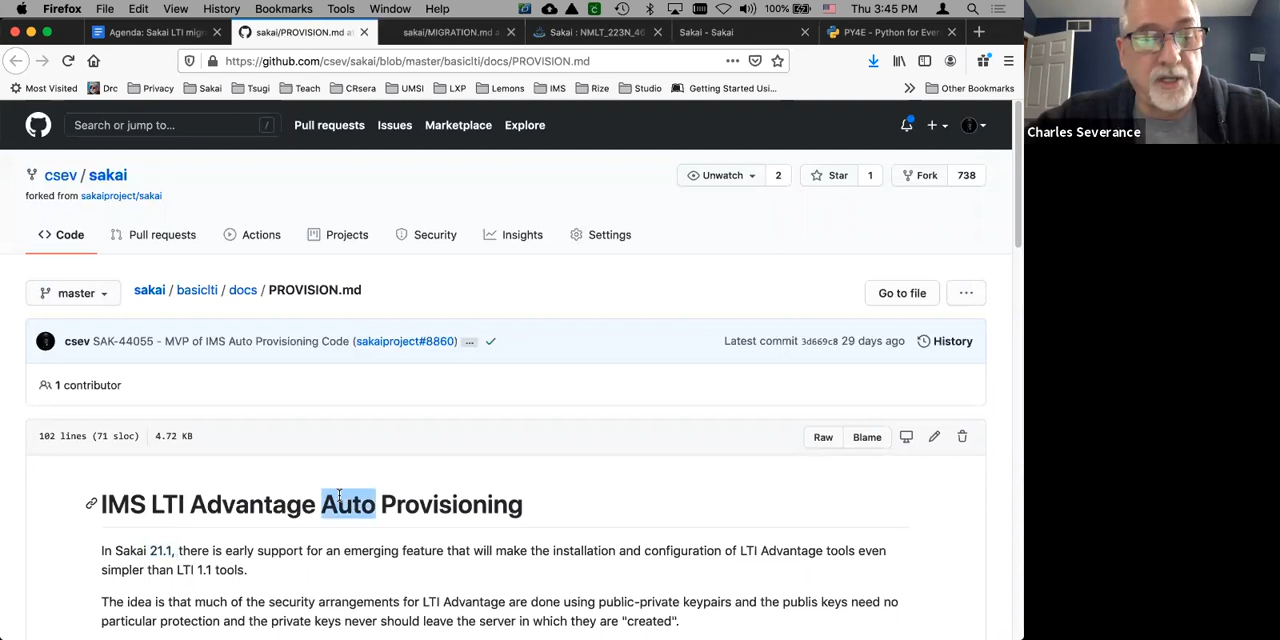 Firefox File Edit View History Bookmarks Tools Window Help 100% Thu 3:45 PM
Agenda: Sakai LTI migration
sakai/PROVISION.md at
sakai/MIGRATION.md a
Sakai : NMLT_223N_46
Sakai - Sakai
PY4E - Python for Ever
https://github.com/csev/sakai/blob/master/basiclti/docs/PROVISION.md
Most Visited Drc Privacy Sakai Tsugi Teach CRsera UMSI LXP Lemons IMS Rize Studio Getting Started Usi... Other Bookmarks
Charles Severance
Search or jump to... /
Pull requests Issues Marketplace Explore
csev / sakai
forked from sakaiproject/sakai
Unwatch 2 Star 1 Fork 738
Code Pull requests Actions Projects Security Insights Settings
master sakai / basiclti / docs / PROVISION.md Go to file ...
csev SAK-44055 - MVP of IMS Auto Provisioning Code (sakaiproject#8860) ... Latest commit 3d669c8 29 days ago History
1 contributor
102 lines (71 sloc) 4.72 KB Raw Blame
IMS LTI Advantage Auto Provisioning
In Sakai 21.1, there is early support for an emerging feature that will make the installation and configuration of LTI Advantage tools even
simpler than LTI 1.1 tools.
The idea is that much of the security arrangements for LTI Advantage are done using public-private keypairs and the publis keys need no
particular protection and the private keys never should leave the server in which they are "created".